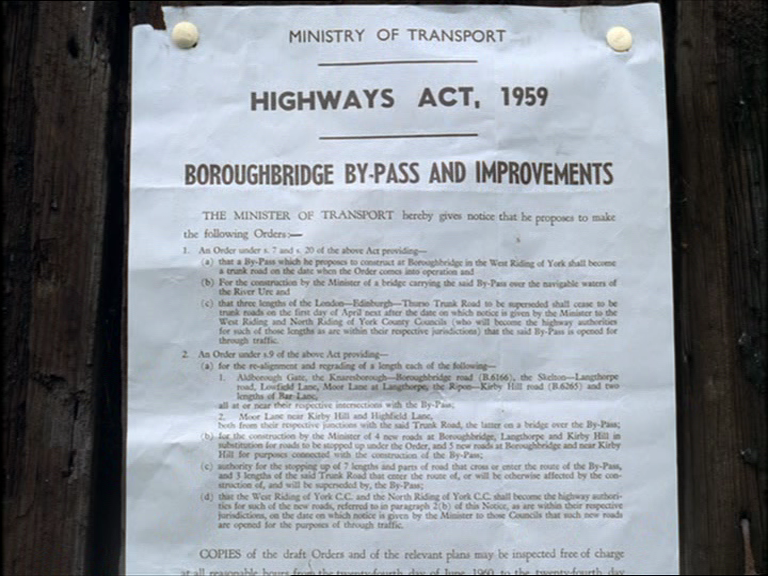 MINISTRY OF TRANSPORT
HIGHWAYS ACT, 1959
BOROUGHBRIDGE BY-PASS AND IMPROVEMENTS
THE MINISTER OF TRANSPORT hereby gives notice that he proposes to make
the following Orders:—
1. An Order under s. 7 and s. 20 of the above Act providing—
(a) that a By-Pass which he proposes to construct at Boroughbridge in the West Riding of York shall become
a trunk road on the date when the Order comes into operation and
(b) For the construction by the Minister of a bridge carrying the said By-Pass over the navigable waters of
the River Ure and
(c) that three lengths of the London—Edinburgh—Thurso Trunk Road to be superseded shall cease to be
trunk roads on the first day of April next after the date on which notice is given by the Minister to the
West Riding and North Riding of York County Councils (who will become the highway authorities
for such of those lengths as are within their respective jurisdictions) that the said By-Pass is opened for
through traffic.
2. An Order under s.9 of the above Act providing—
(a) for the re-alignment and regrading of a length each of the following—
1. Aldborough Gate, the Knaresborough—Boroughbridge road (B.6166), the Skelton—Langthorpe
road, Lowfield Lane, Moor Lane at Langthorpe, the Ripon—Kirby Hill road (B.6265) and two
lengths of Bar Lane,
all at or near their respective intersections with the By-Pass;
2. Moor Lane near Kirby Hill and Highfield Lane,
both from their respective junctions with the said Trunk Road, the latter on a bridge over the By-Pass;
(b) for the construction by the Minister of 4 new roads at Boroughbridge, Langthorpe and Kirby Hill in
substitution for roads to be stopped up under the Order, and 5 new roads at Boroughbridge and near Kirby
Hill for purposes connected with the construction of the By-Pass;
(c) authority for the stopping up of 7 lengths and parts of road that cross or enter the route of the By-Pass,
and 3 lengths of the said Trunk Road that enter the route of, or will be otherwise affected by the con-
struction of, and will be superseded by, the By-Pass;
(d) that the West Riding of York C.C. and the North Riding of York C.C. shall become the highway authori-
ties for such of the new roads, referred to in paragraph 2(b) of this Notice, as are within their respective
jurisdictions, on the date on which notice is given by the Minister to those Councils that such new roads
are opened for the purposes of through traffic.
COPIES of the draft Orders and of the relevant plans may be inspected free of charge
at all reasonable hours from the twenty-fourth day of June 1960, to the twenty-fourth day